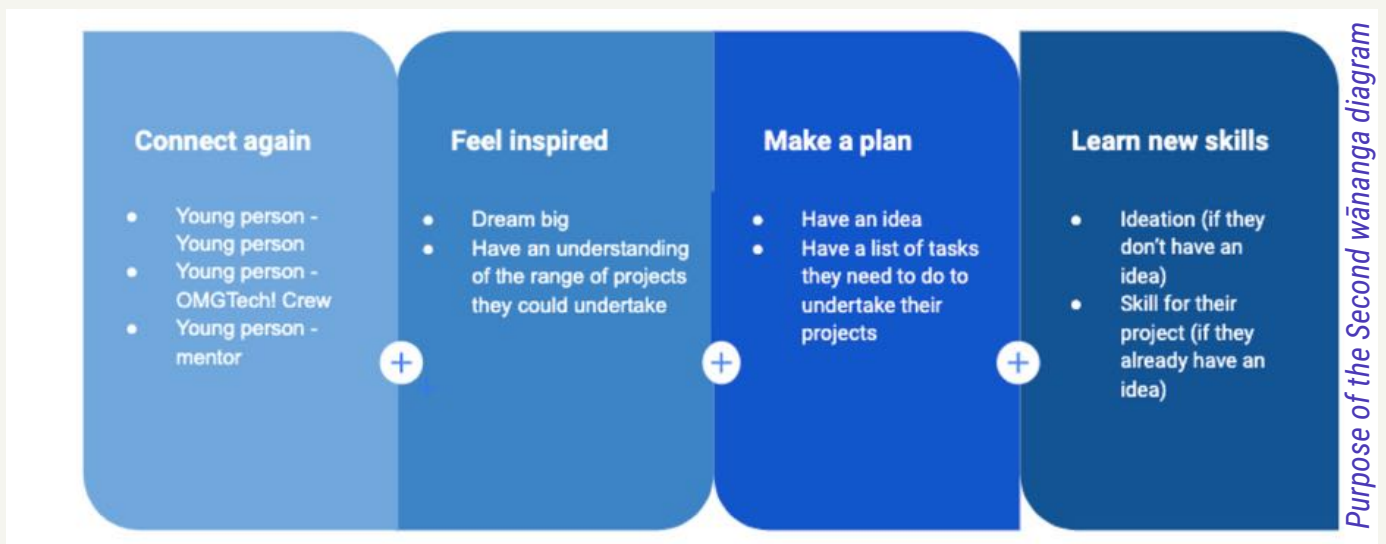 Connect again
● Young person -
Young person
● Young person -
OMGTech! Crew
● Young person -
mentor
+
Feel inspired
● Dream big
● Have an understanding
of the range of projects
they could undertake
+
Make a plan
● Have an idea
● Have a list of tasks
they need to do to
undertake their
projects
+
Learn new skills
● Ideation (if they
don't have an
idea)
● Skill for their
project (if they
already have an
idea)
Purpose of the Second wānanga diagram